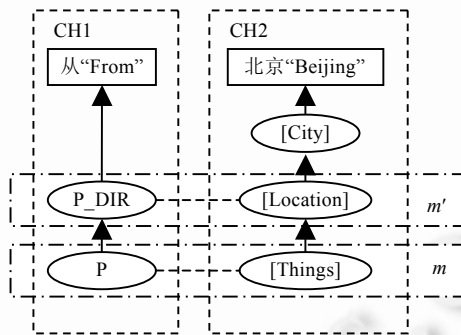 CH1 CH2
从“From” 北京“Beijing”
[City]
P_DIR [Location] m′
P [Things] m